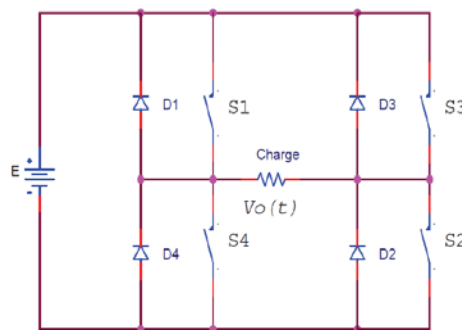 D1
S1
D3
S3
E
+
-
Charge
Vo(t)
D4
S4
D2
S2